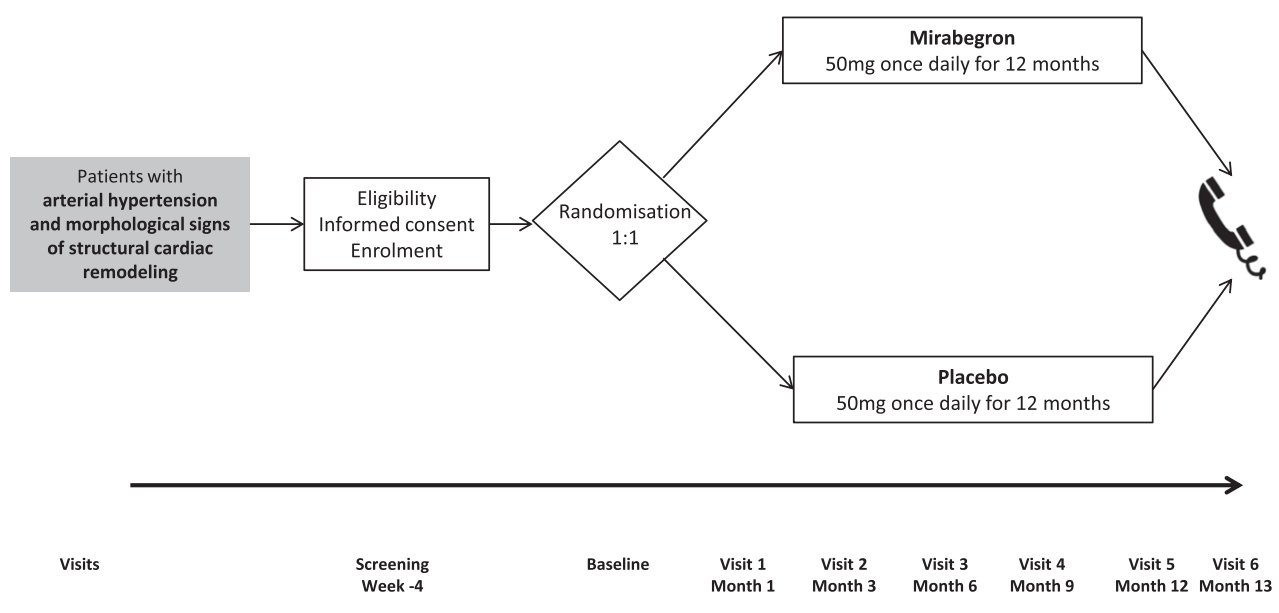 Patients with
arterial hypertension
and morphological signs
of structural cardiac
remodeling
Eligibility
Informed consent
Enrolment
Randomisation
1:1
Mirabegron
50mg once daily for 12 months
Placebo
50mg once daily for 12 months
Visits
Screening
Week -4
Baseline
Visit 1
Month 1
Visit 2
Month 3
Visit 3
Month 6
Visit 4
Month 9
Visit 5
Month 12
Visit 6
Month 13